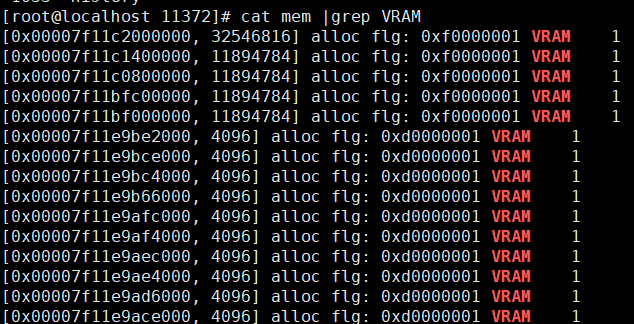 [root@localhost 11372]# cat mem |grep VRAM
[0x00007f11c2000000, 32546816] alloc flg: 0xf0000001 VRAM 1
[0x00007f11c1400000, 11894784] alloc flg: 0xf0000001 VRAM 1
[0x00007f11c0800000, 11894784] alloc flg: 0xf0000001 VRAM 1
[0x00007f11bfc00000, 11894784] alloc flg: 0xf0000001 VRAM 1
[0x00007f11bf000000, 11894784] alloc flg: 0xf0000001 VRAM 1
[0x00007f11e9be2000, 4096] alloc flg: 0xd0000001 VRAM 1
[0x00007f11e9bce000, 4096] alloc flg: 0xd0000001 VRAM 1
[0x00007f11e9bc4000, 4096] alloc flg: 0xd0000001 VRAM 1
[0x00007f11e9b66000, 4096] alloc flg: 0xd0000001 VRAM 1
[0x00007f11e9afc000, 4096] alloc flg: 0xd0000001 VRAM 1
[0x00007f11e9af4000, 4096] alloc flg: 0xd0000001 VRAM 1
[0x00007f11e9aec000, 4096] alloc flg: 0xd0000001 VRAM 1
[0x00007f11e9ae4000, 4096] alloc flg: 0xd0000001 VRAM 1
[0x00007f11e9ad6000, 4096] alloc flg: 0xd0000001 VRAM 1
[0x00007f11e9ace000, 4096] alloc flg: 0xd0000001 VRAM 1